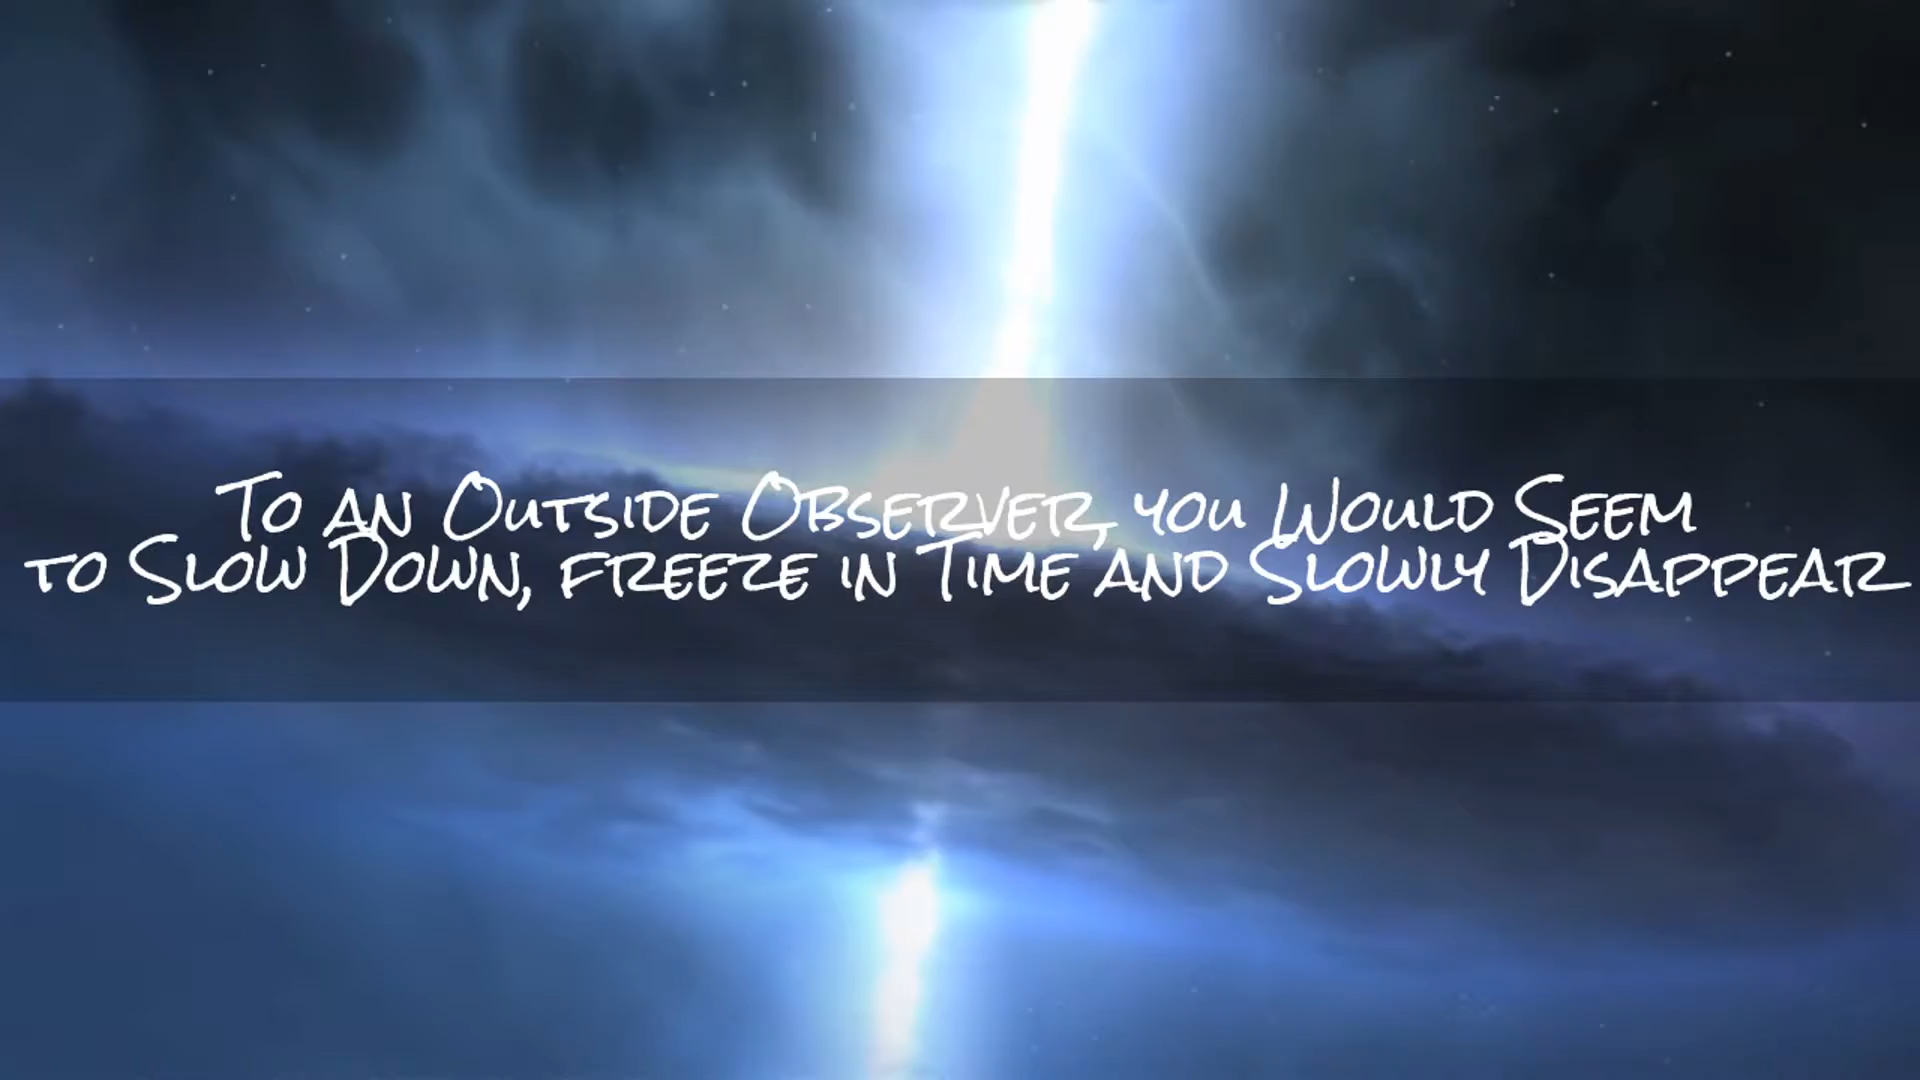 To an Outside Observer, you Would Seem
to Slow Down, freeze in Time and Slowly Disappear